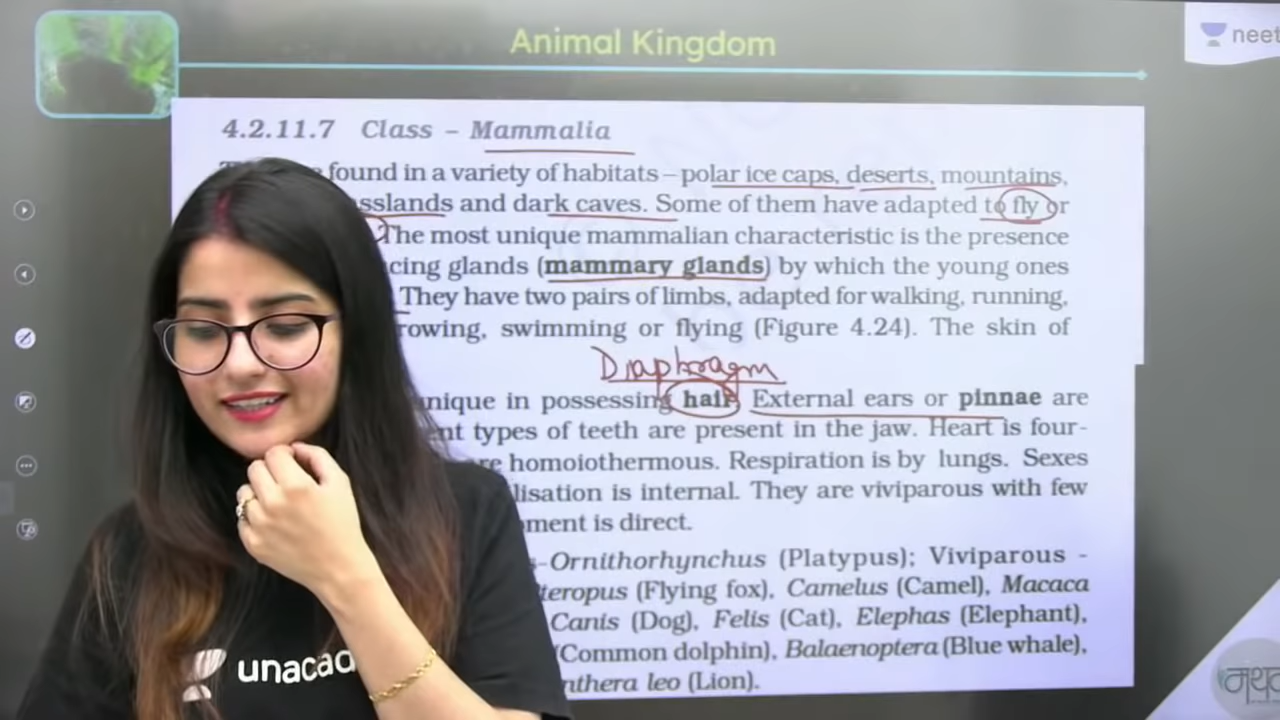 Animal Kingdom
neet
4.2.11.7 Class – Mammalia
found in a variety of habitats – polar ice caps, deserts, mountains,
sslands and dark caves. Some of them have adapted to fly or
The most unique mammalian characteristic is the presence
cing glands (mammary glands) by which the young ones
They have two pairs of limbs, adapted for walking, running,
rowing, swimming or flying (Figure 4.24). The skin of
Diaphragm
nique in possessing hair. External ears or pinnae are
nt types of teeth are present in the jaw. Heart is four-
re homoiothermous. Respiration is by lungs. Sexes
lisation is internal. They are viviparous with few
ment is direct.
-Ornithorhynchus (Platypus); Viviparous -
teropus (Flying fox), Camelus (Camel), Macaca
Canis (Dog), Felis (Cat), Elephas (Elephant),
(Common dolphin), Balaenoptera (Blue whale),
nthera leo (Lion).
unacad
मथ